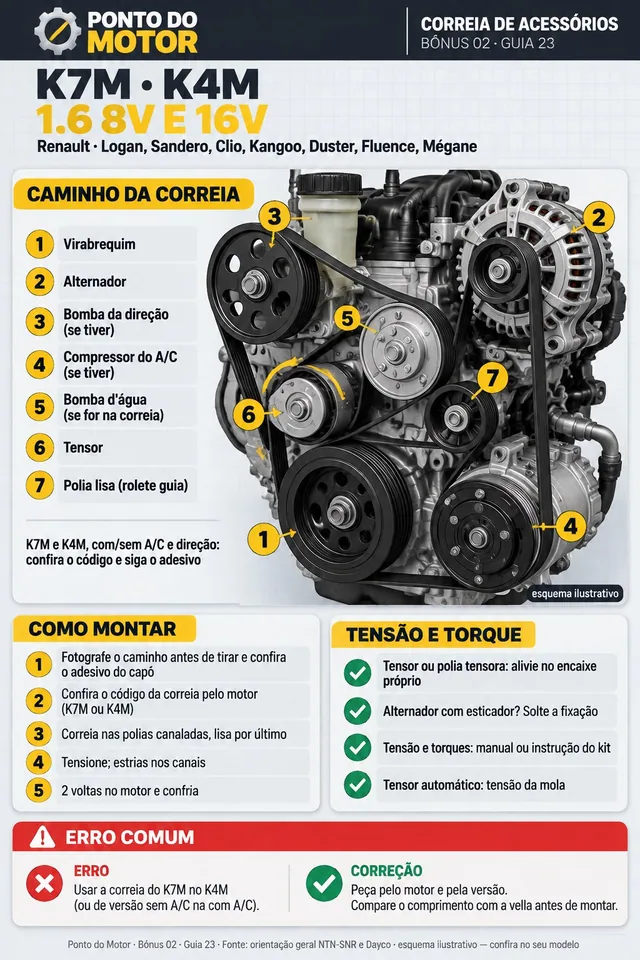 PONTO DO
MOTOR
CORREIA DE ACESSÓRIOS
BÓNUS 02 · GUIA 23
K7M · K4M
1.6 8V E 16V
Renault · Logan, Sandero, Clio, Kangoo, Duster, Fluence, Mégane
CAMINHO DA CORREIA
1 Virabrequim
2 Alternador
3 Bomba da direção
(se tiver)
4 Compressor do A/C
(se tiver)
5 Bomba d'água
(se for na correia)
6 Tensor
7 Polia lisa (rolete guia)
K7M e K4M, com/sem A/C e direção:
confira o código e siga o adesivo
3
2
5
7
6
1
4
esquema ilustrativo
COMO MONTAR
1 Fotografe o caminho antes de tirar e confira
o adesivo do capó
2 Confira o código da correia pelo motor
(K7M ou K4M)
3 Correia nas polias canaladas, lisa por último
4 Tensione; estrias nos canais
5 2 voltas no motor e confria
TENSÃO E TORQUE
Tensor ou polia tensora: alivie no encaixe
próprio
Alternador com esticador? Solte a fixação
Tensão e torques: manual ou instrução do kit
Tensor automático: tensão da mola
ERRO COMUM
ERRO
Usar a correia do K7M no K4M
(ou de versão sem A/C na com A/C).
CORREÇÃO
Peça pelo motor e pela versão.
Compare o comprimento com a vella antes de montar.
Ponto do Motor · Bónus 02 · Guia 23 · Fonte: orientação geral NTN-SNR e Dayco · esquema ilustrativo — confira no seu modelo